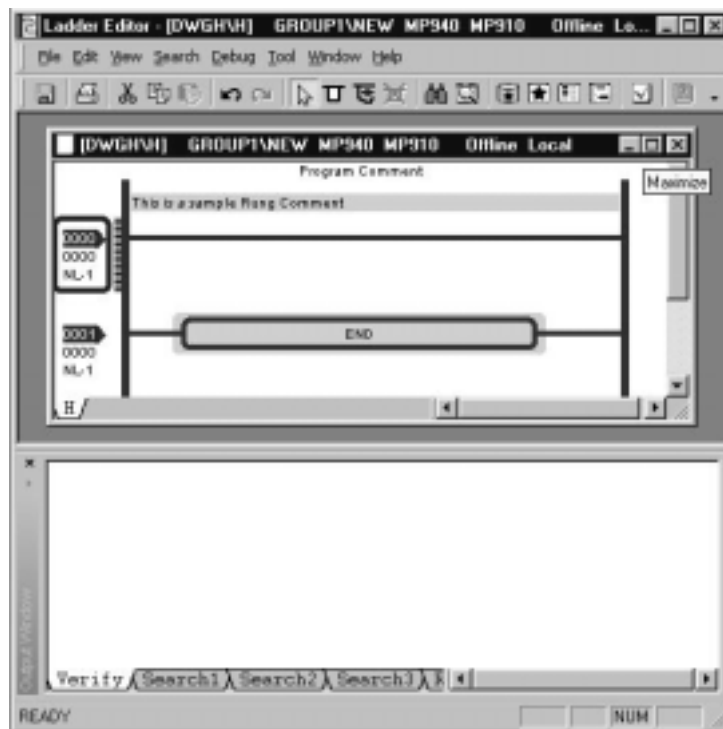 Ladder Editor - [DWGH\H] GROUP1\NEW MP940 MP910 Offline Lo...
File Edit View Search Debug Tool Window Help
[DWGH\H] GROUP1\NEW MP940 MP910 Offline Local
Maximize
Program Comment
This is a sample Rung Comment
0000
0000
NL-1
0001
0000
NL-1
END
H
Output Window
Verify Search1 Search2 Search3
READY
NUM